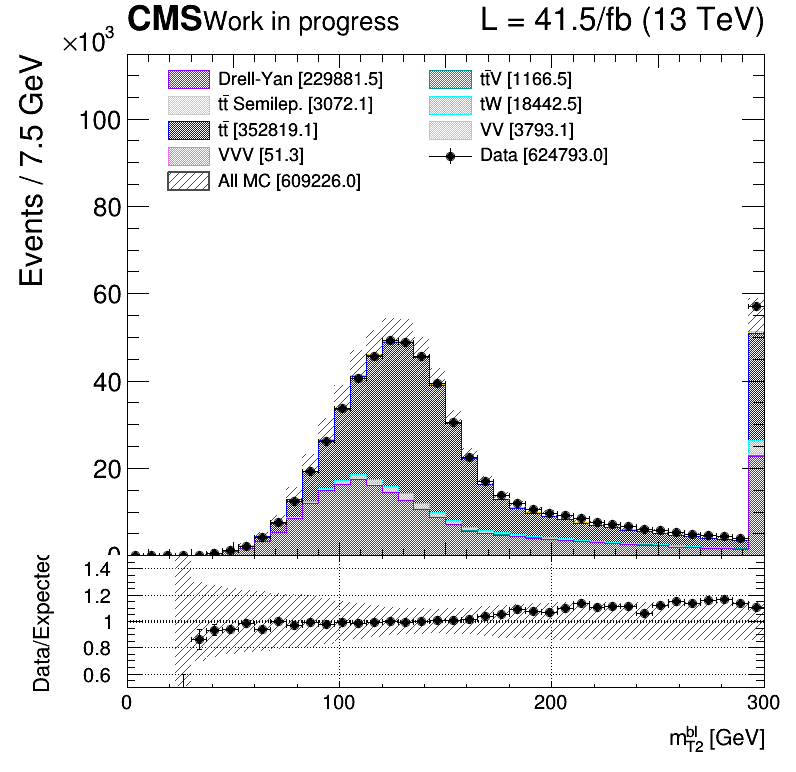 CMS Work in progress L = 41.5/fb (13 TeV)
×10³
Events / 7.5 GeV
Drell-Yan [229881.5]
tt̄ Semilep. [3072.1]
tt̄ [352819.1]
VVV [51.3]
All MC [609226.0]
tt̄V [1166.5]
tW [18442.5]
VV [3793.1]
Data [624793.0]
100
80
60
40
20
0
Data/Expected
1.4
1.2
1
0.8
0.6
0 100 200 300
m_T2^bl [GeV]